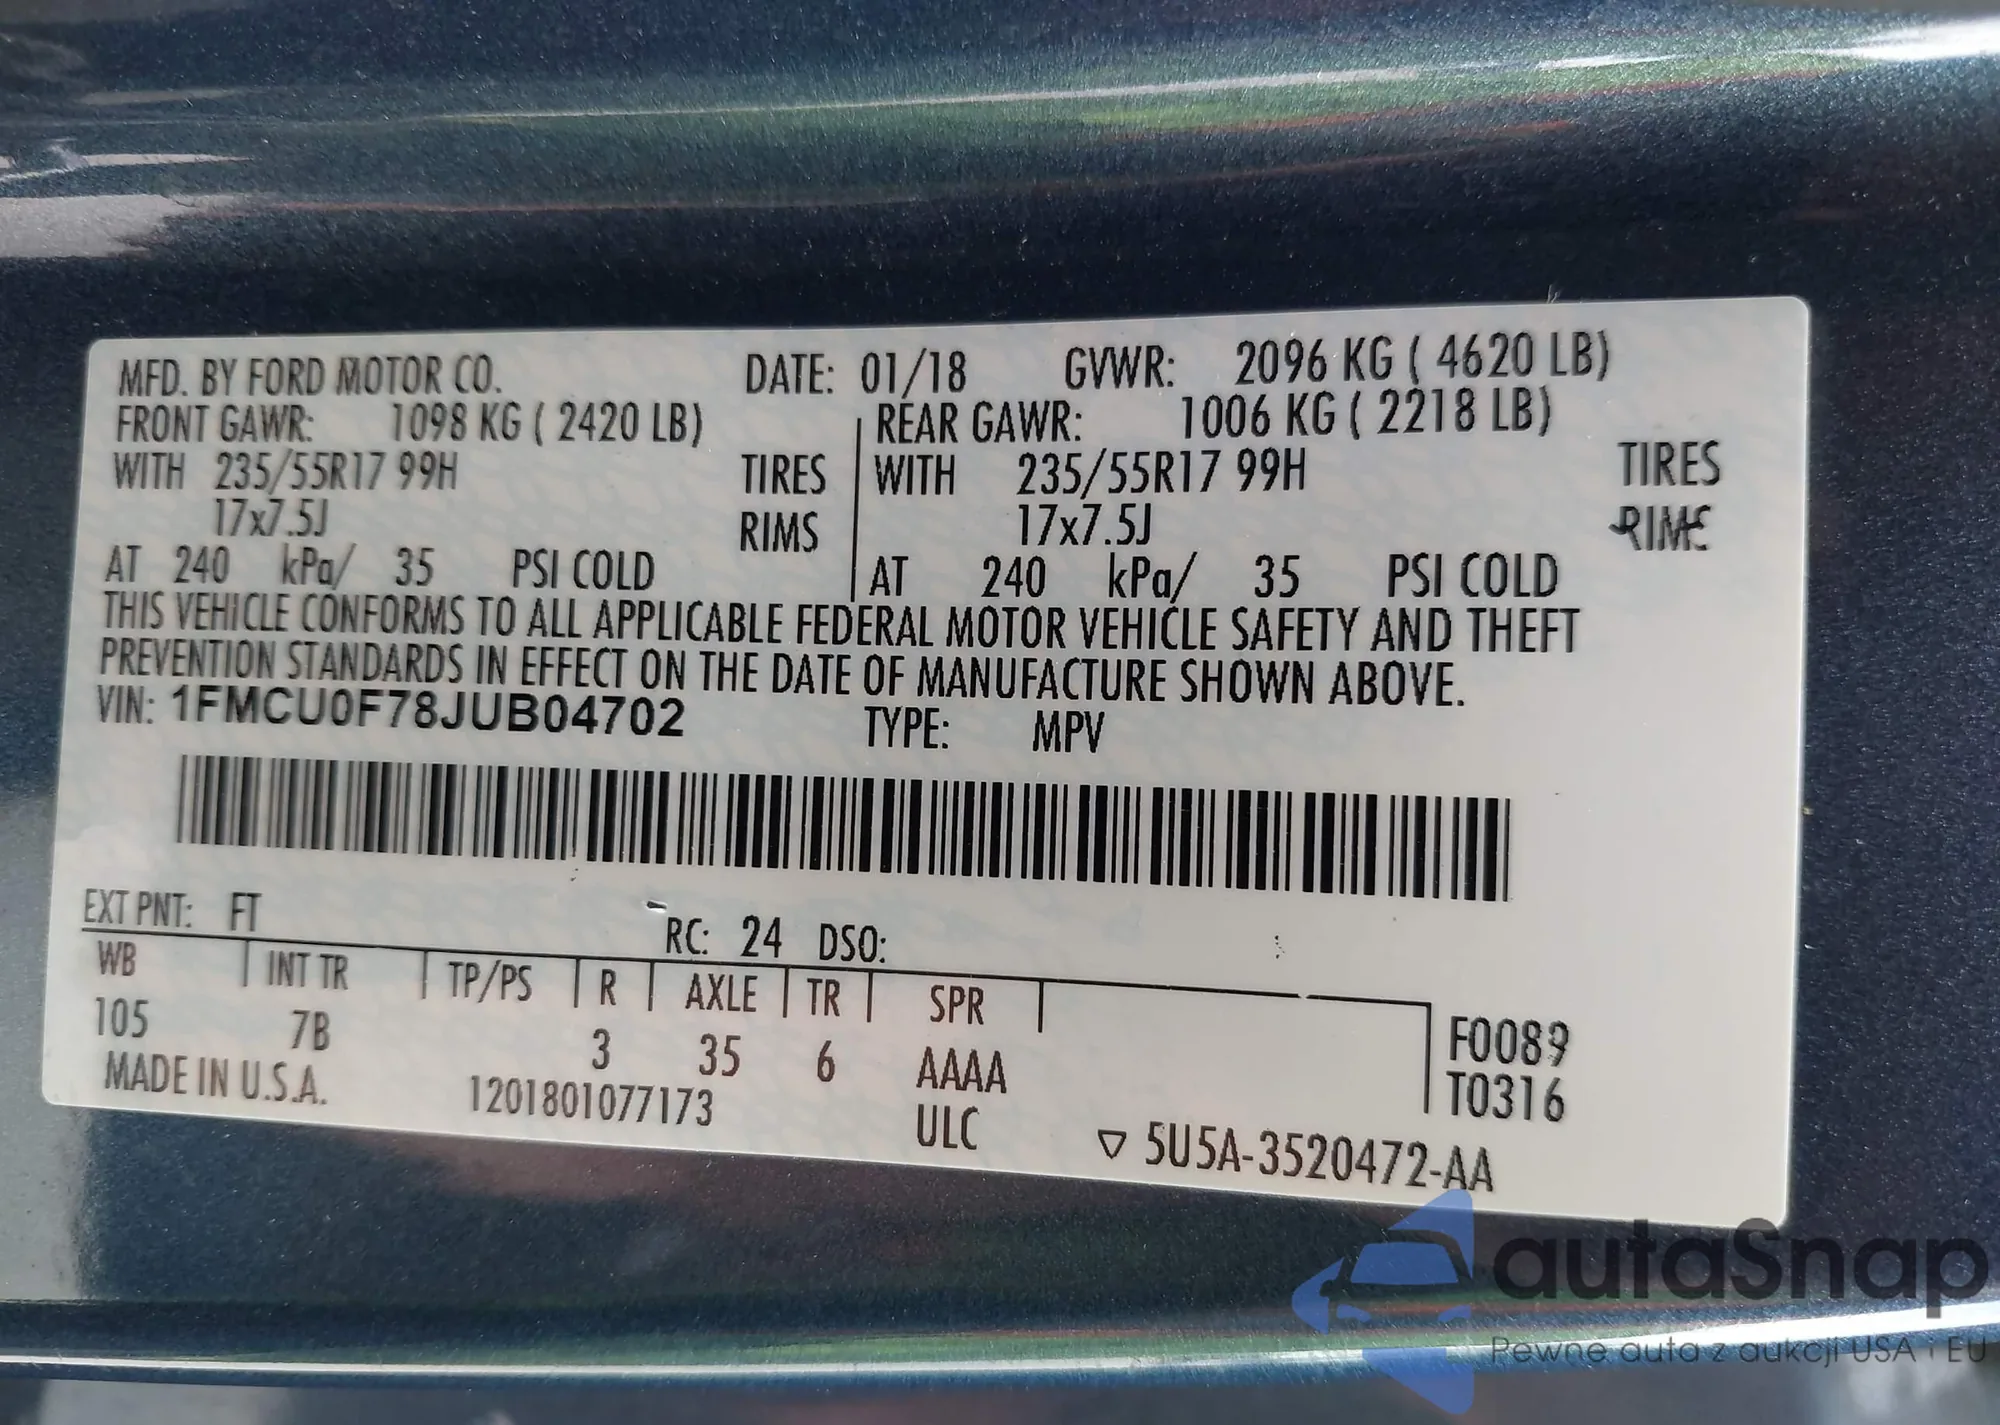 MFD. BY FORD MOTOR CO. DATE: 01/18 GVWR: 2096 KG ( 4620 LB)
FRONT GAWR: 1098 KG ( 2420 LB) REAR GAWR: 1006 KG ( 2218 LB)
WITH 235/55R17 99H TIRES WITH 235/55R17 99H TIRES
17x7.5J RIMS 17x7.5J RIMS
AT 240 kPa/ 35 PSI COLD AT 240 kPa/ 35 PSI COLD
THIS VEHICLE CONFORMS TO ALL APPLICABLE FEDERAL MOTOR VEHICLE SAFETY AND THEFT
PREVENTION STANDARDS IN EFFECT ON THE DATE OF MANUFACTURE SHOWN ABOVE.
VIN: 1FMCU0F78JUB04702 TYPE: MPV
EXT PNT: FT RC: 24 DSO:
WB INT TR TP/PS R AXLE TR SPR
105 7B 3 35 6 AAAA F0089
MADE IN U.S.A. 1201801077173 ULC T0316
▽ 5U5A-3520472-AA
autaSnap
Pewne auta z aukcji USA i EU